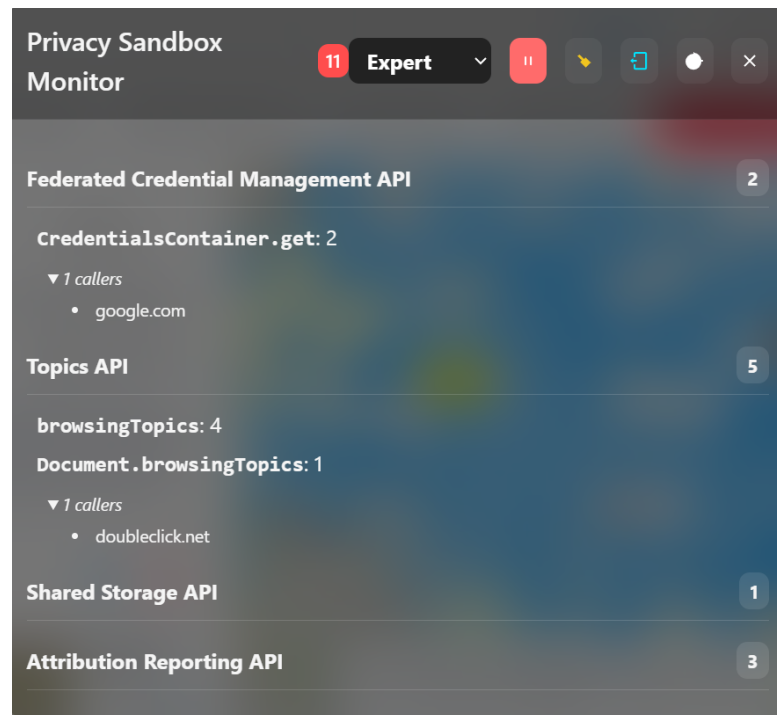 Privacy Sandbox
Monitor
11
Expert
Federated Credential Management API
2
CredentialsContainer.get: 2
▼ 1 callers
• google.com
Topics API
5
browsingTopics: 4
Document.browsingTopics: 1
▼ 1 callers
• doubleclick.net
Shared Storage API
1
Attribution Reporting API
3